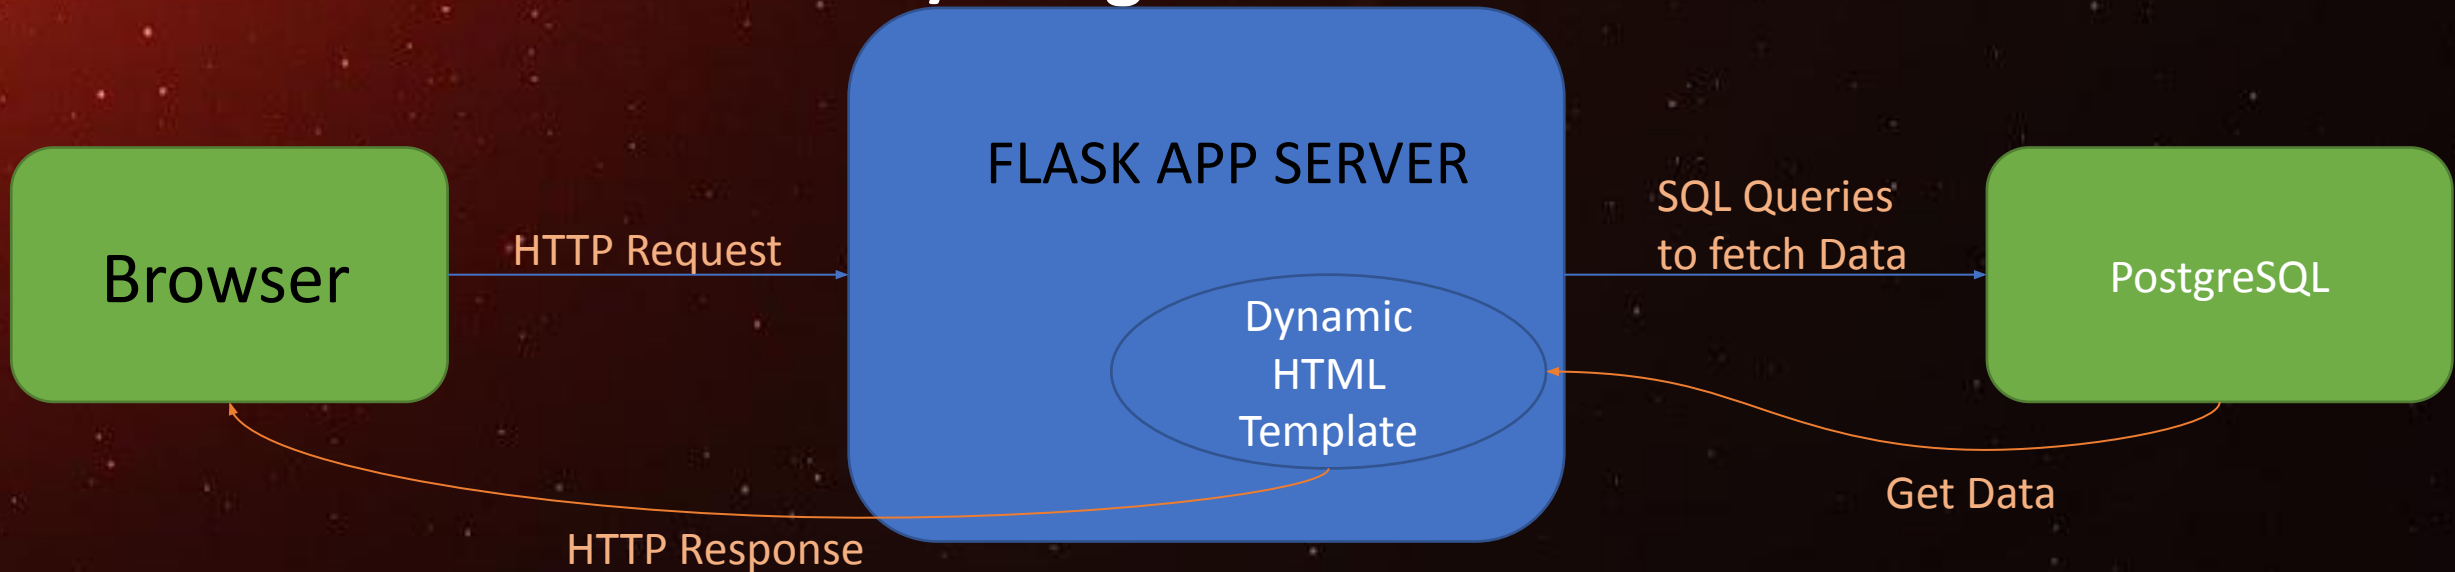 FLASK APP SERVER
Browser
HTTP Request
SQL Queries
to fetch Data
PostgreSQL
Dynamic
HTML
Template
Get Data
HTTP Response